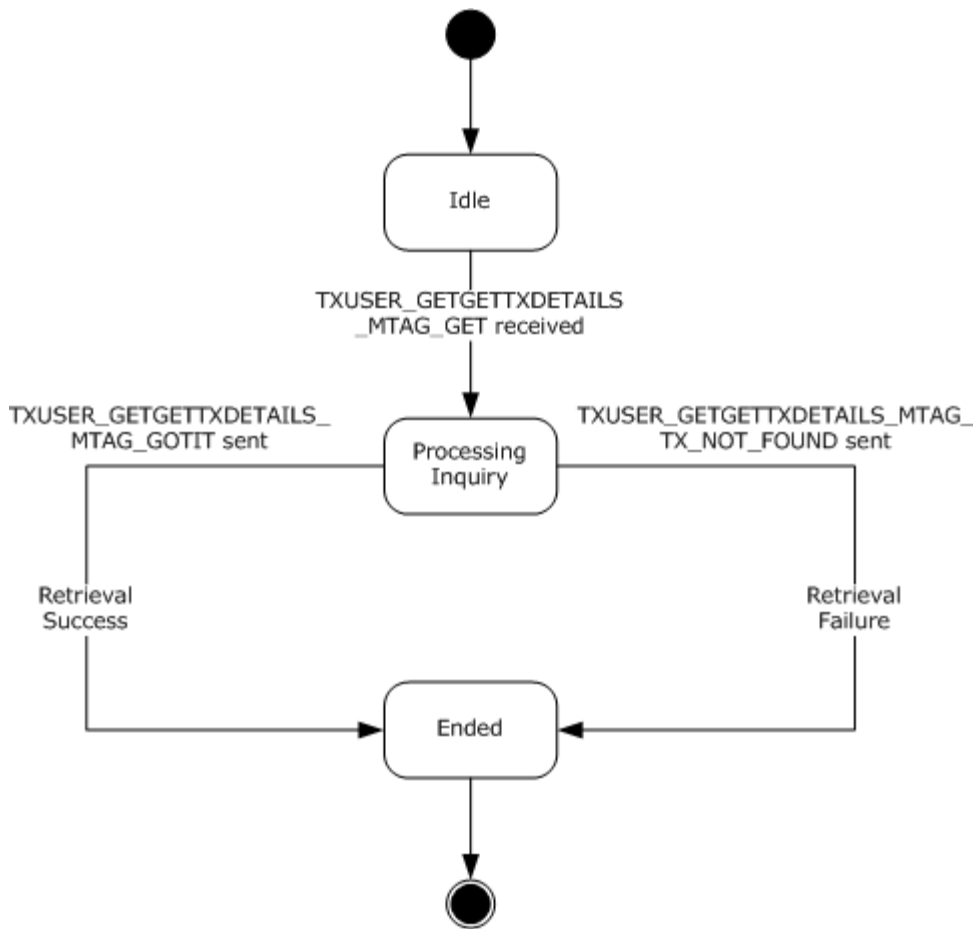 Idle
TXUSER_GETGETTXDETAILS
_MTAG_GET received
TXUSER_GETGETTXDETAILS_
MTAG_GOTIT sent
TXUSER_GETGETTXDETAILS_MTAG_
TX_NOT_FOUND sent
Processing
Inquiry
Retrieval
Success
Retrieval
Failure
Ended